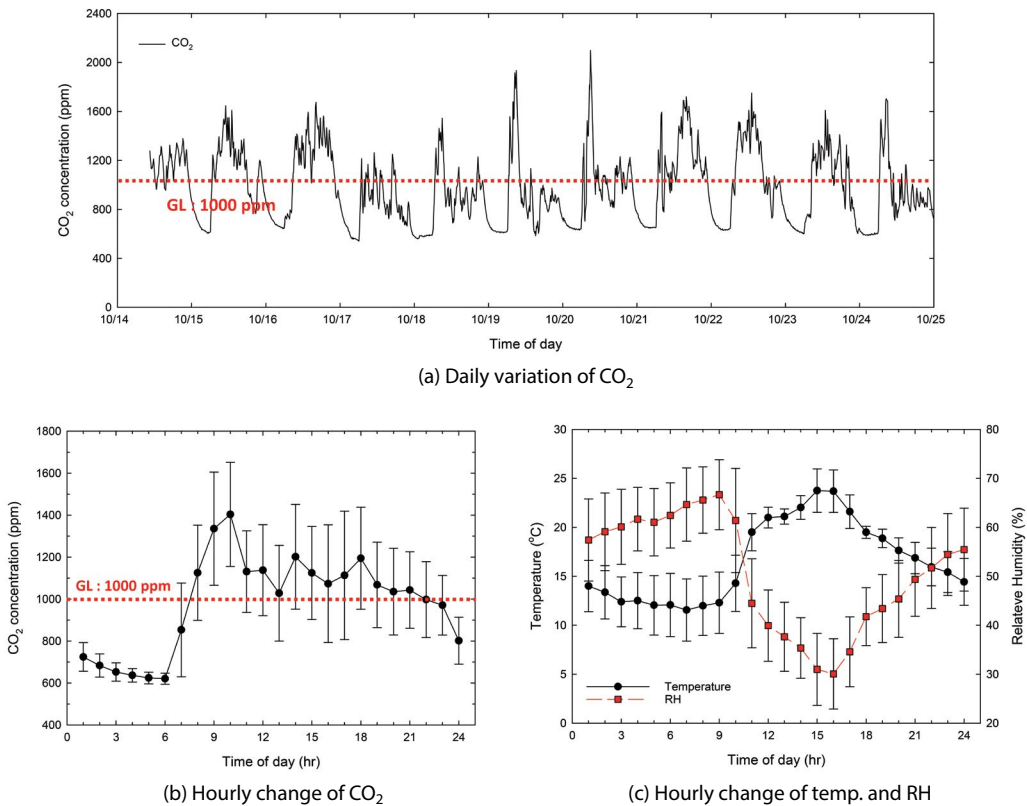 2400
2000
1600
1200
800
400
0
CO2 concentration (ppm)
CO2
GL : 1000 ppm
10/14 10/15 10/16 10/17 10/18 10/19 10/20 10/21 10/22 10/23 10/24 10/25
Time of day
(a) Daily variation of CO2
1800
1600
1400
1200
1000
800
600
400
CO2 concentration (ppm)
GL : 1000 ppm
0 3 6 9 12 15 18 21 24
Time of day (hr)
(b) Hourly change of CO2
30
25
20
15
10
5
0
Temperature (oC)
Temperature
RH
80
70
60
50
40
30
20
Relateve Humidity (%)
0 3 6 9 12 15 18 21 24
Time of day (hr)
(c) Hourly change of temp. and RH